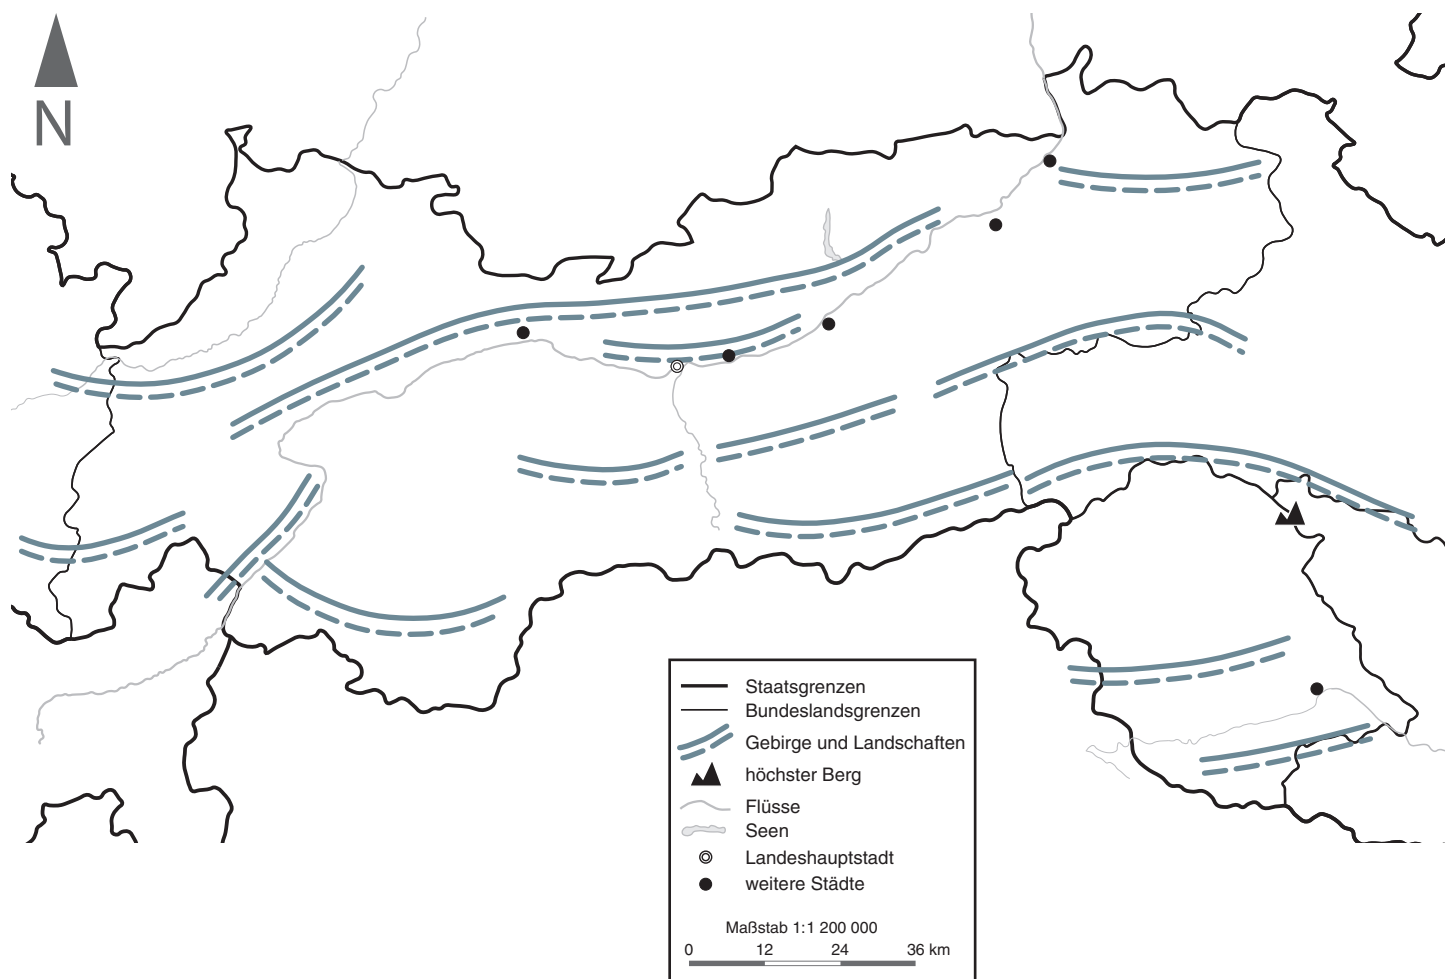 N
Staatsgrenzen
Bundeslandsgrenzen
Gebirge und Landschaften
höchster Berg
Flüsse
Seen
Landeshauptstadt
weitere Städte
Maßstab 1:1 200 000
0 12 24 36 km